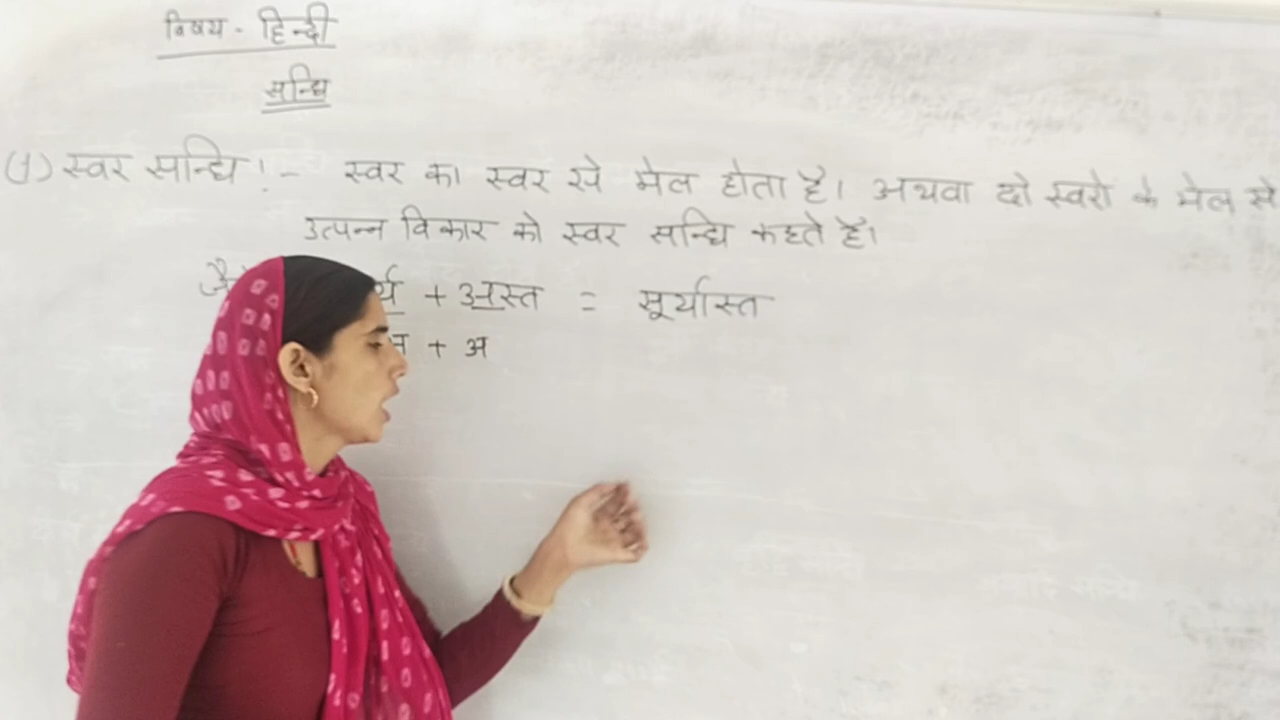 विषय - हिन्दी
सन्धि
(1) स्वर सन्धि :- स्वर का स्वर से मेल होता है। अथवा दो स्वरो के मेल से
उत्पन्न विकार को स्वर सन्धि कहते है।
+ अस्त = सूर्यास्त
+ अ